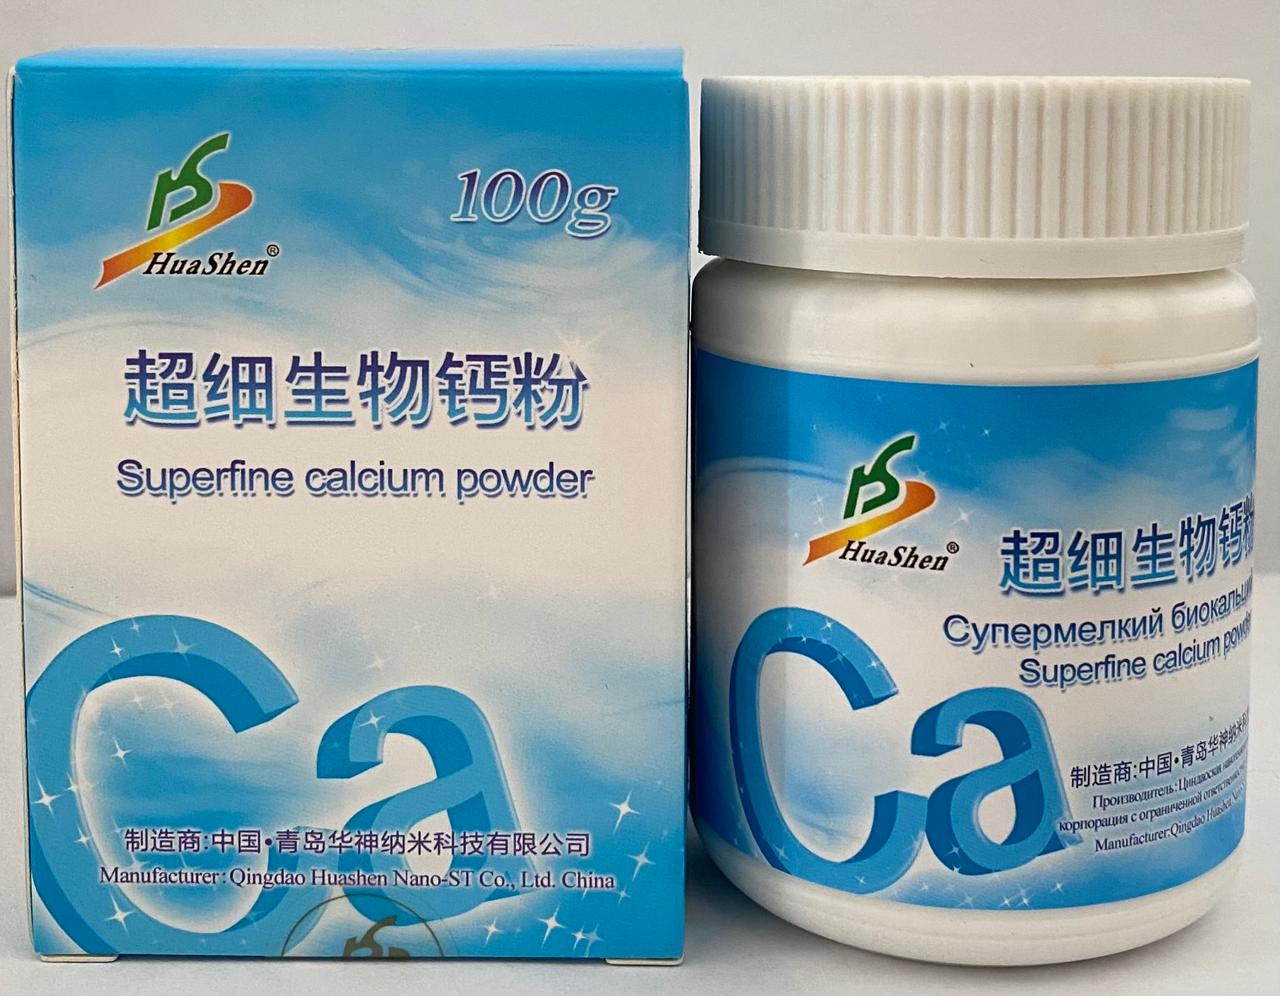 HuaShen®
100g
超细生物钙粉
Superfine calcium powder
Ca
制造商:中国•青岛华神纳米科技有限公司
Manufacturer: Qingdao Huashen Nano-ST Co., Ltd. China
HuaShen®
超细生物钙粉
Супермелкий
Superfine calcium powder
Ca
制造商:中国•青岛华神纳米
Производитель: Циндаоская
корпорация с ограниченной
Manufacturer:Qingdao Huashen